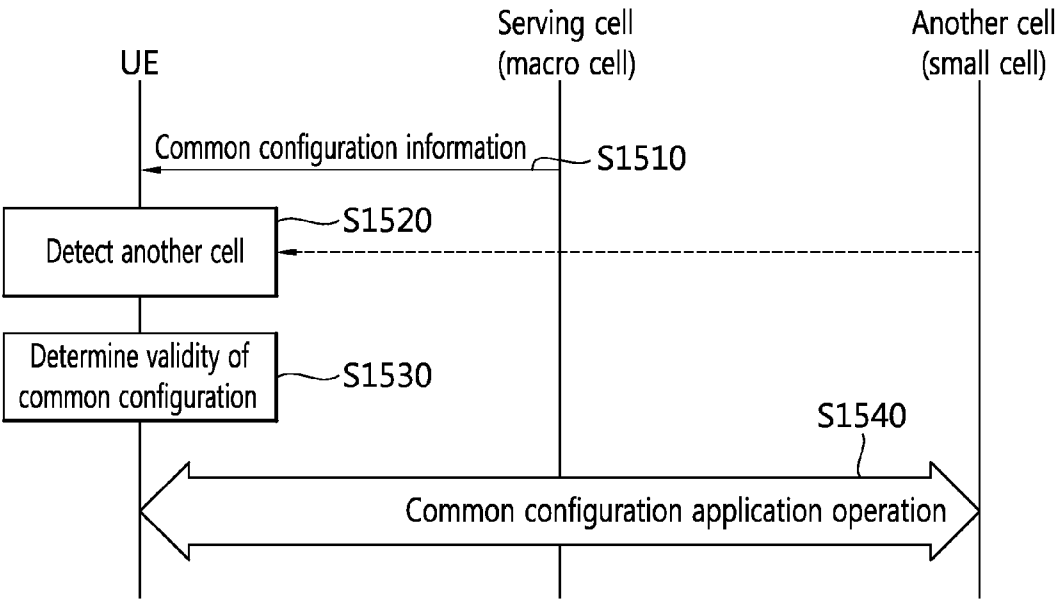 UE
Serving cell
(macro cell)
Another cell
(small cell)
Common configuration information
S1510
S1520
Detect another cell
Determine validity of
common configuration
S1530
S1540
Common configuration application operation